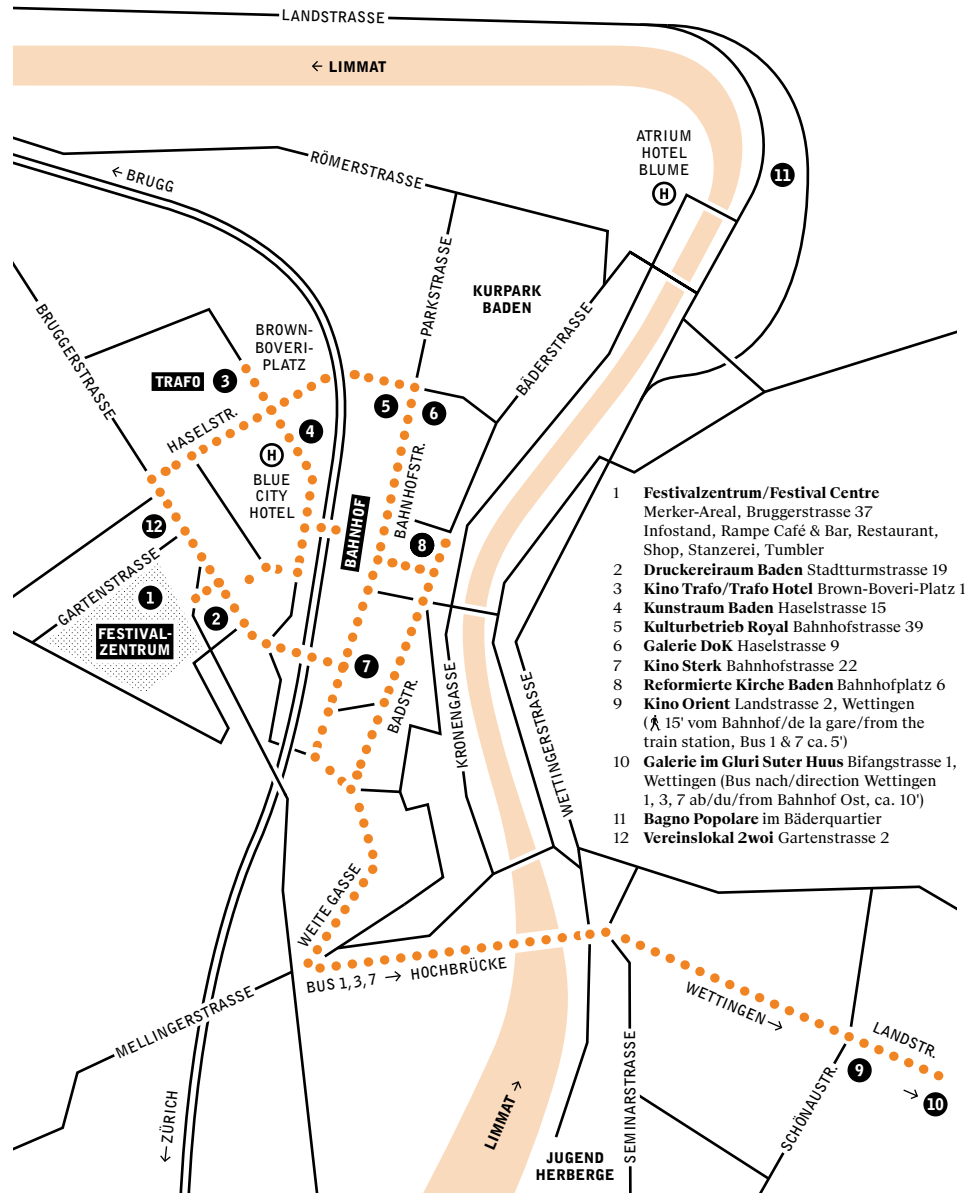 LANDSTRASSE
← LIMMAT
ATRIUM
HOTEL
BLUME
H
11
RÖMERSTRASSE
← BRUGG
PARKSTRASSE
KURPARK
BADEN
BRUGGERSTRASSE
BROWN-
BOVERI-
PLATZ
BÄDERSTRASSE
TRAFO 3
5
6
HASELSTR.
4
H
BLUE
CITY
HOTEL
BAHNHOFSTR.
BAHNHOF
8
12
GARTENSTRASSE
1
2
FESTIVAL-
ZENTRUM
7
BADSTR.
KRONENGASSE
WETTINGERSTRASSE
1 Festivalzentrum/Festival Centre
Merker-Areal, Bruggerstrasse 37
Infostand, Rampe Café & Bar, Restaurant,
Shop, Stanzerei, Tumbler
2 Druckereiraum Baden Stadtturmstrasse 19
3 Kino Trafo/Trafo Hotel Brown-Boveri-Platz 1
4 Kunstraum Baden Haselstrasse 15
5 Kulturbetrieb Royal Bahnhofstrasse 39
6 Galerie DoK Haselstrasse 9
7 Kino Sterk Bahnhofstrasse 22
8 Reformierte Kirche Baden Bahnhofplatz 6
9 Kino Orient Landstrasse 2, Wettingen
(15' vom Bahnhof/de la gare/from the
train station, Bus 1 & 7 ca. 5')
10 Galerie im Gluri Suter Huus Bifangstrasse 1,
Wettingen (Bus nach/direction Wettingen
1, 3, 7 ab/du/from Bahnhof Ost, ca. 10')
11 Bagno Popolare im Bäderquartier
12 Vereinslokal 2woi Gartenstrasse 2
WEITE GASSE
BUS 1, 3, 7 → HOCHBRÜCKE
MELLINGERSTRASSE
WETTINGEN →
LANDSTR.
9
→ 10
SCHÖNAUSTR.
SEMINARSTRASSE
LIMMAT →
← ZÜRICH
JUGEND
HERBERGE